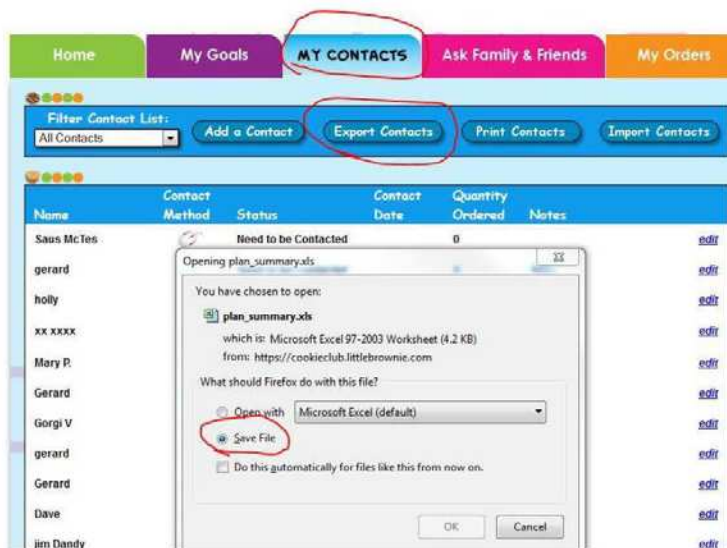 Home My Goals MY CONTACTS Ask Family & Friends My Orders
Filter Contact List:
All Contacts Add a Contact Export Contacts Print Contacts Import Contacts
Contact Contact Quantity
Name Method Status Date Ordered Notes
Saus McTes Need to be Contacted 0 edit
Opening plan_summary.xls
gerard edit
You have chosen to open:
holly edit
plan_summary.xls
xx xxxx which is: Microsoft Excel 97-2003 Worksheet (4.2 KB) edit
from: https://cookieclub.littlebrownie.com
Mary P. edit
What should Firefox do with this file?
Gerard edit
Open with Microsoft Excel (default)
Gorgi V edit
Save File
gerard edit
Do this automatically for files like this from now on.
Gerard edit
Dave edit
OK Cancel
jim Dandy edit